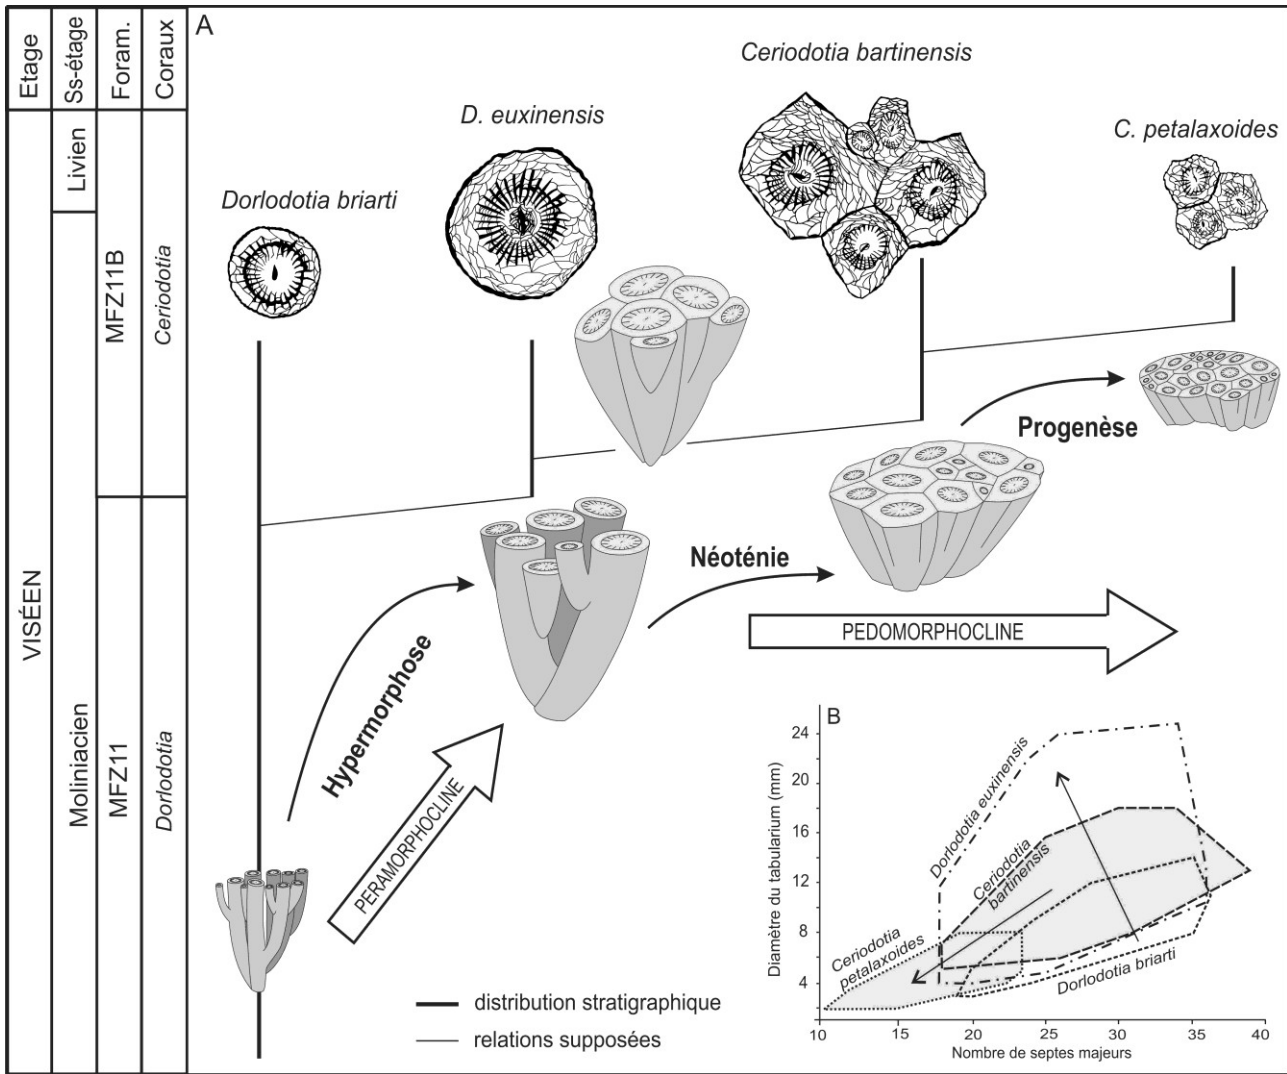 Etage
Ss-étage
Foram.
Coraux
A
VISÉEN
Livien
Moliniacien
MFZ11B
MFZ11
Ceriodotia
Dorlodotia
Dorlodotia briarti
D. euxinensis
Ceriodotia bartinensis
C. petalaxoides
Progenèse
Néoténie
Hypermorphose
PEDOMORPHOCLINE
PERAMORPHOCLINE
distribution stratigraphique
relations supposées
B
Diamètre du tabularium (mm)
24
20
16
12
8
4
Dorlodotia euxinensis
Ceriodotia
bartinensis
Ceriodotia
petalaxoides
Dorlodotia briarti
10 15 20 25 30 35 40
Nombre de septes majeurs